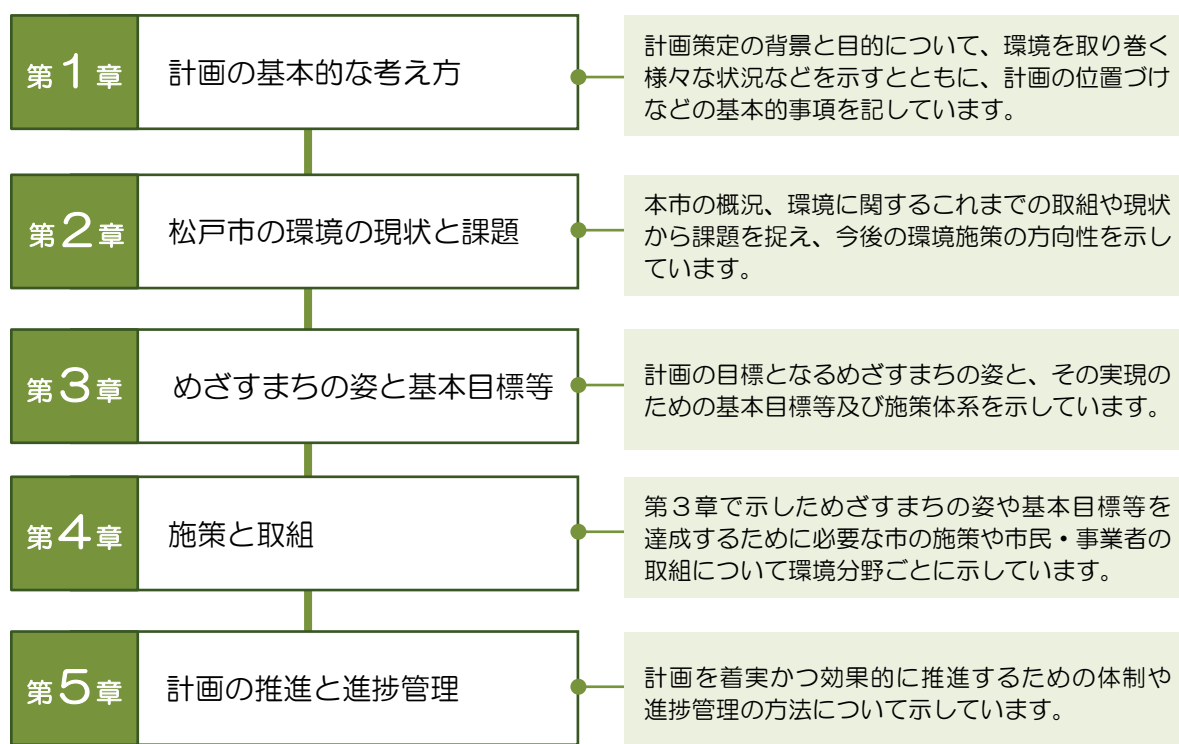 第1章 計画の基本的な考え方
計画策定の背景と目的について、環境を取り巻く
様々な状況などを示すとともに、計画の位置づけ
などの基本的事項を記しています。
第2章 松戸市の環境の現状と課題
本市の概況、環境に関するこれまでの取組や現状
から課題を捉え、今後の環境施策の方向性を示し
ています。
第3章 めざすまちの姿と基本目標等
計画の目標となるめざすまちの姿と、その実現の
ための基本目標等及び施策体系を示しています。
第4章 施策と取組
第３章で示しためざすまちの姿や基本目標等を
達成するために必要な市の施策や市民・事業者の
取組について環境分野ごとに示しています。
第5章 計画の推進と進捗管理
計画を着実かつ効果的に推進するための体制や
進捗管理の方法について示しています。